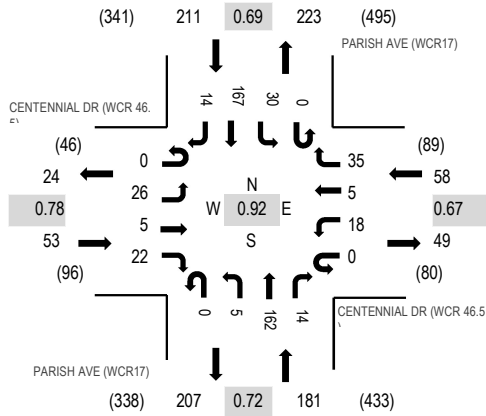 (341) 211 0.69 223 (495)
PARISH AVE (WCR17)
14 167 30 0
CENTENNIAL DR (WCR 46.
5)
(46) (89)
0 35
24 58
26 N 5
0.78 W 0.92 E 0.67
5 S 18
53 49
22 0
(96) (80)
0 5 162 14
CENTENNIAL DR (WCR 46.5
)
PARISH AVE (WCR17)
(338) 207 0.72 181 (433)